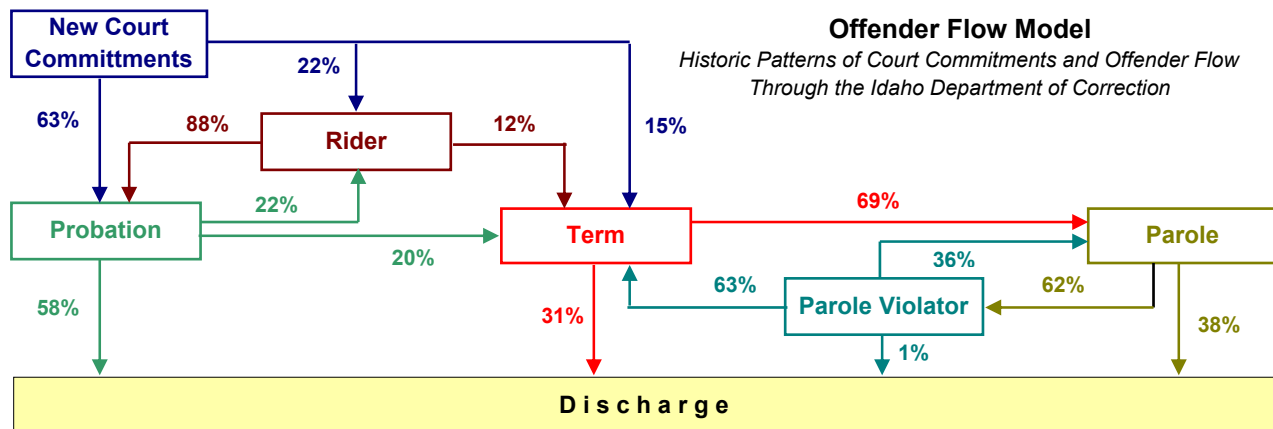 New Court
Committments
Offender Flow Model
Historic Patterns of Court Commitments and Offender Flow
Through the Idaho Department of Correction
22%
63%
88%
Rider
12%
15%
Probation
22%
20%
Term
69%
Parole
36%
63%
Parole Violator
62%
58%
31%
1%
38%
Discharge